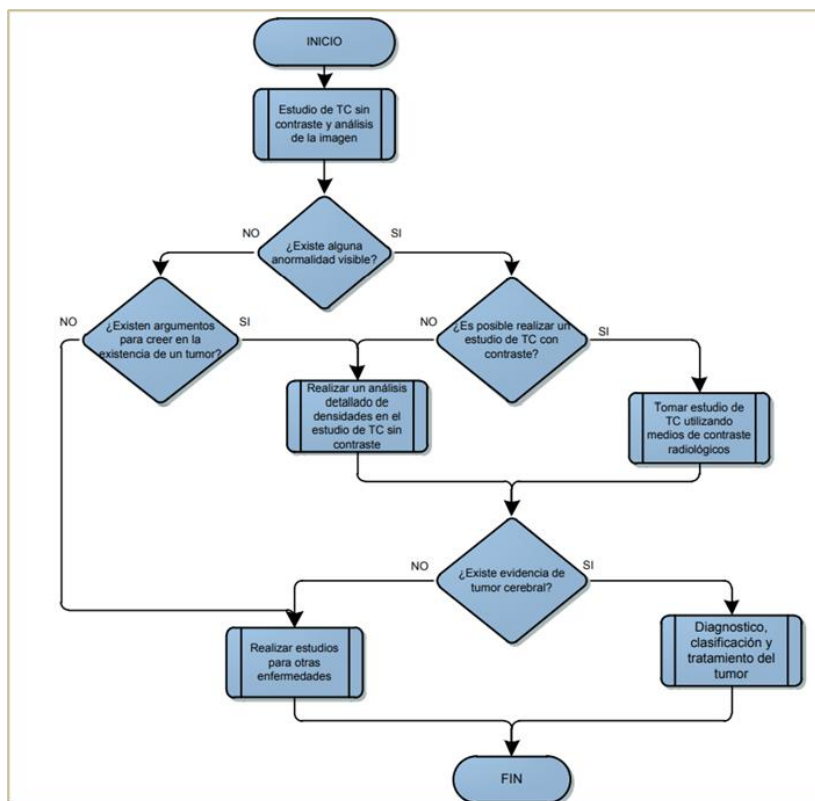 INICIO
Estudio de TC sin
contraste y análisis
de la imagen
NO
SI
¿Existe alguna
anormalidad visible?
NO
¿Existen argumentos
para creer en la
existencia de un tumor?
SI
NO
¿Es posible realizar un
estudio de TC con
contraste?
SI
Realizar un análisis
detallado de
densidades en el
estudio de TC sin
contraste
Tomar estudio de
TC utilizando
medios de contraste
radiológicos
NO
¿Existe evidencia de
tumor cerebral?
SI
Realizar estudios
para otras
enfermedades
Diagnostico,
clasificación y
tratamiento del
tumor
FIN